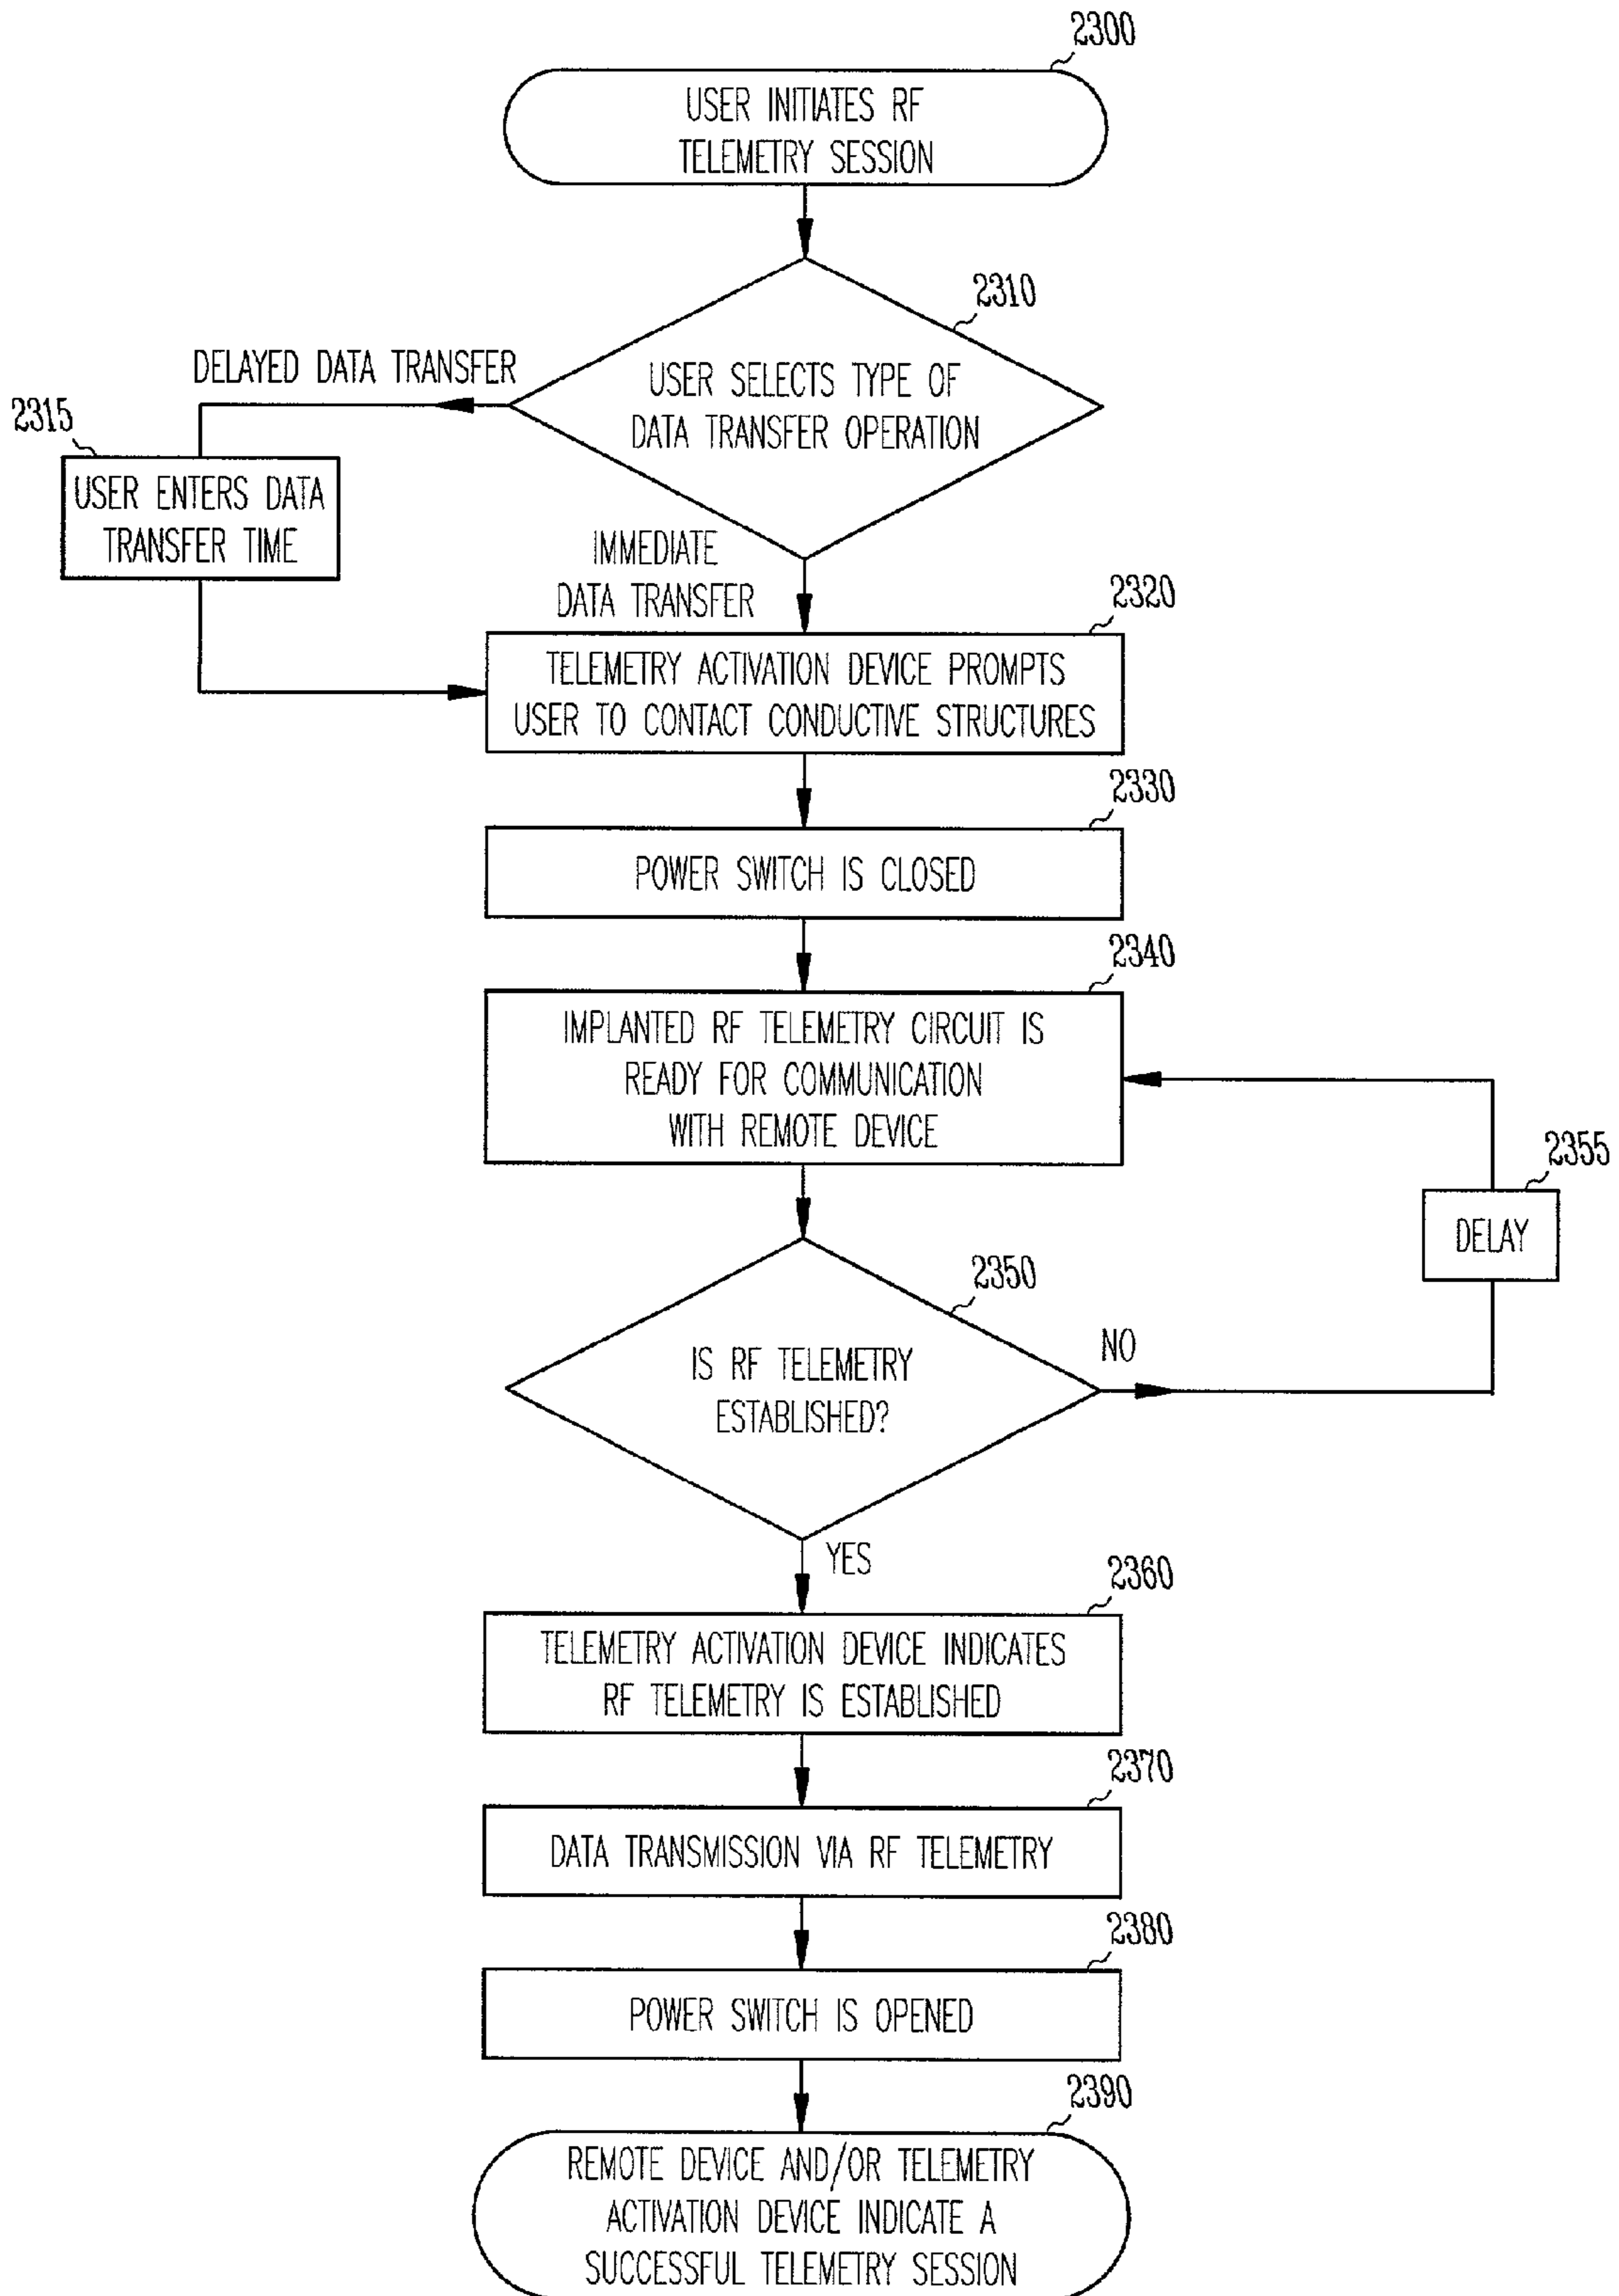 2300
USER INITIATES RF
TELEMETRY SESSION
2310
USER SELECTS TYPE OF
DATA TRANSFER OPERATION
DELAYED DATA TRANSFER
2315
USER ENTERS DATA
TRANSFER TIME
IMMEDIATE
DATA TRANSFER
2320
TELEMETRY ACTIVATION DEVICE PROMPTS
USER TO CONTACT CONDUCTIVE STRUCTURES
2330
POWER SWITCH IS CLOSED
2340
IMPLANTED RF TELEMETRY CIRCUIT IS
READY FOR COMMUNICATION
WITH REMOTE DEVICE
2355
DELAY
2350
IS RF TELEMETRY
ESTABLISHED?
NO
YES
2360
TELEMETRY ACTIVATION DEVICE INDICATES
RF TELEMETRY IS ESTABLISHED
2370
DATA TRANSMISSION VIA RF TELEMETRY
2380
POWER SWITCH IS OPENED
2390
REMOTE DEVICE AND/OR TELEMETRY
ACTIVATION DEVICE INDICATE A
SUCCESSFUL TELEMETRY SESSION